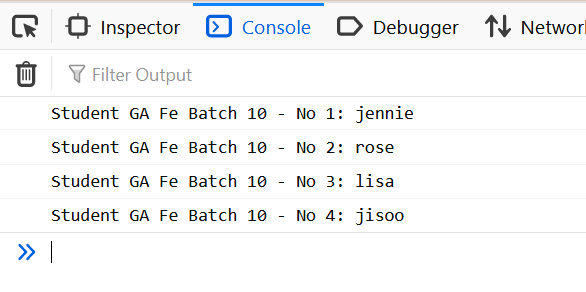 Inspector Console Debugger Networ
Filter Output
Student GA Fe Batch 10 - No 1: jennie
Student GA Fe Batch 10 - No 2: rose
Student GA Fe Batch 10 - No 3: lisa
Student GA Fe Batch 10 - No 4: jisoo